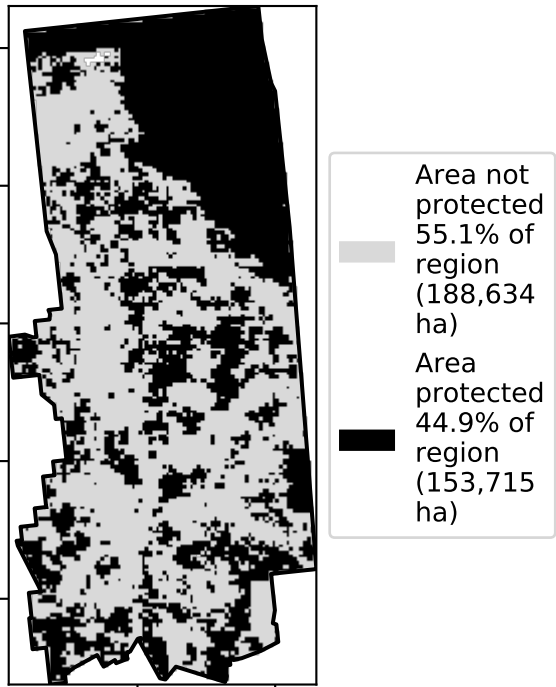 Area not
protected
55.1% of
region
(188,634
ha)
Area
protected
44.9% of
region
(153,715
ha)